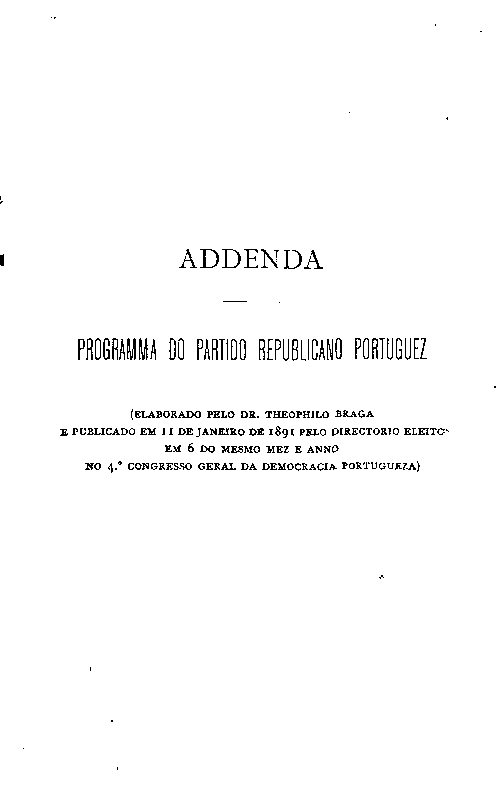 ADDENDA
PROGRAMMA DO PARTIDO REPUBLICANO PORTUGUEZ
(ELABORADO PELO DR. THEOPHILO BRAGA
E PUBLICADO EM 11 DE JANEIRO DE 1891 PELO DIRECTORIO ELEITO
EM 6 DO MESMO MEZ E ANNO
NO 4.º CONGRESSO GERAL DA DEMOCRACIA PORTUGUEZA)